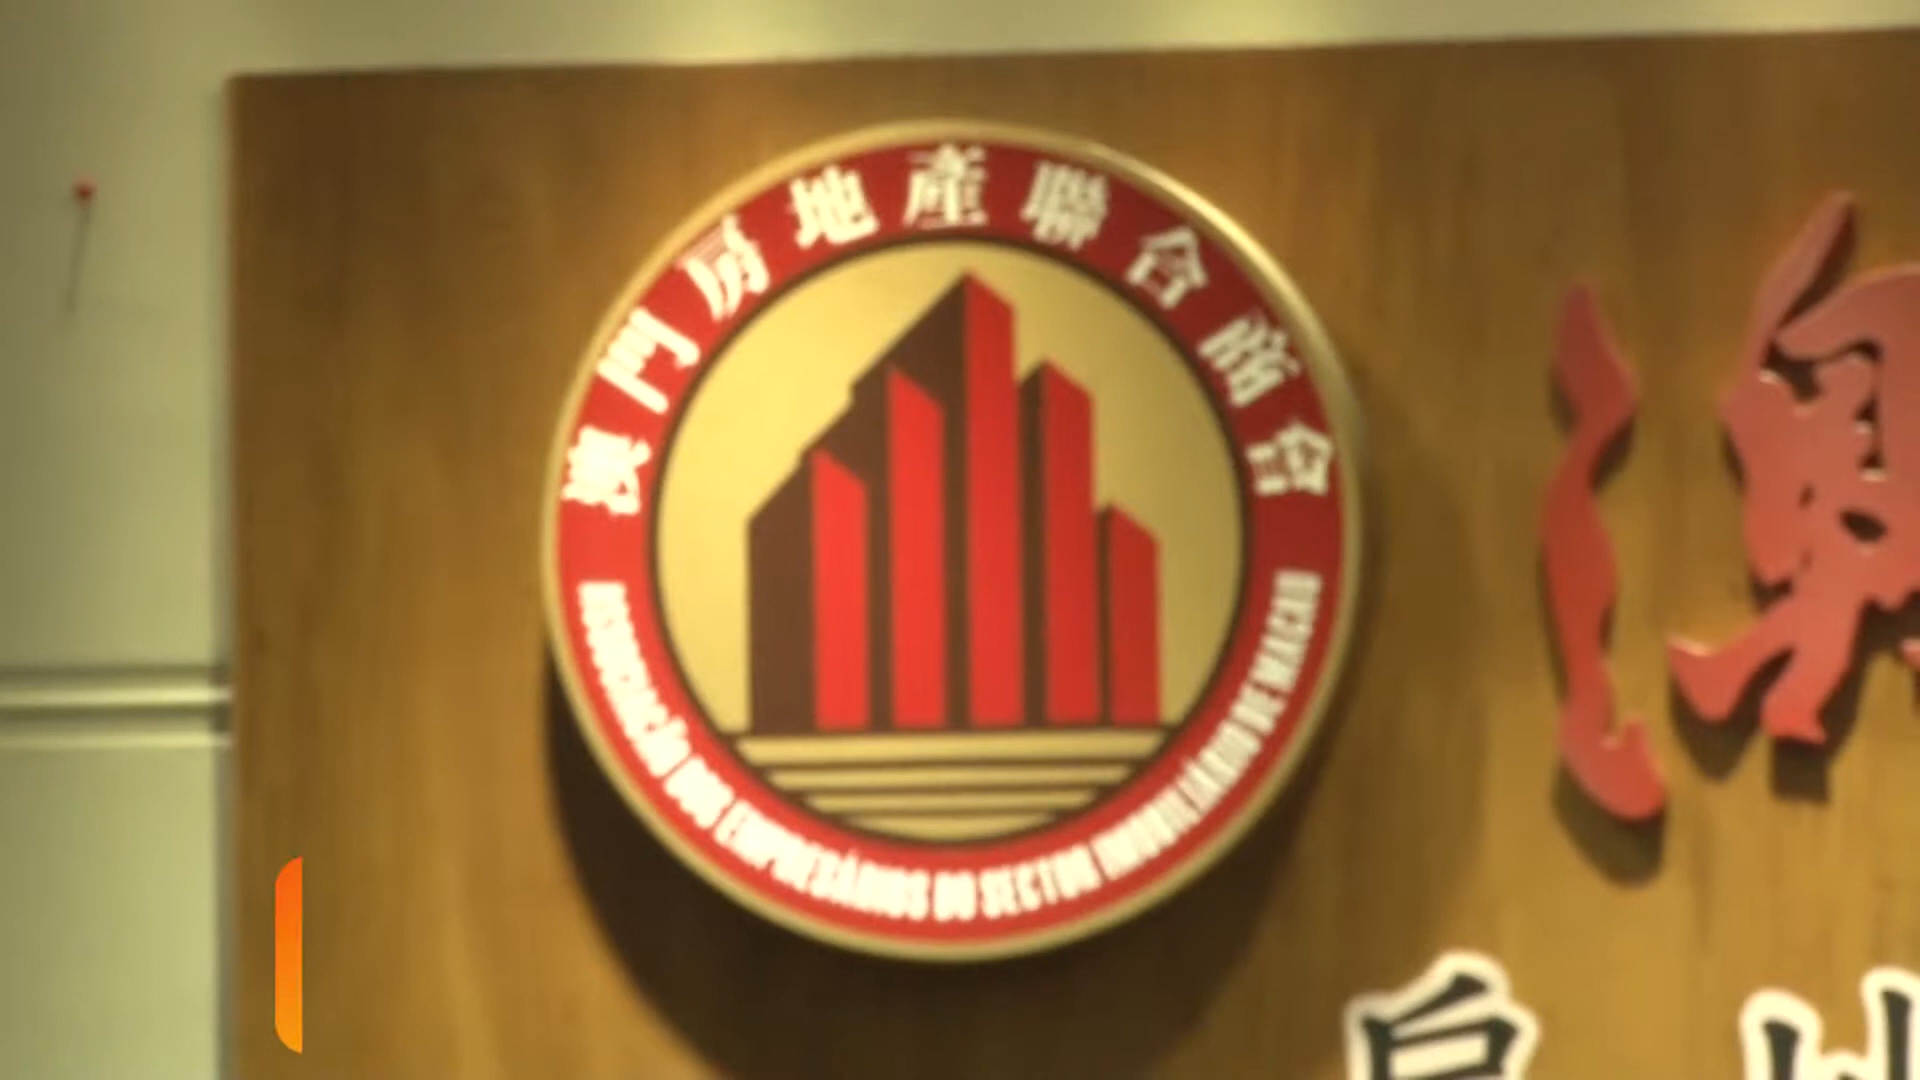 澳門房地產聯合商會
ASSOCIAÇÃO DOS EMPRESÁRIOS DO SECTOR IMOBILIÁRIO DE MACAU